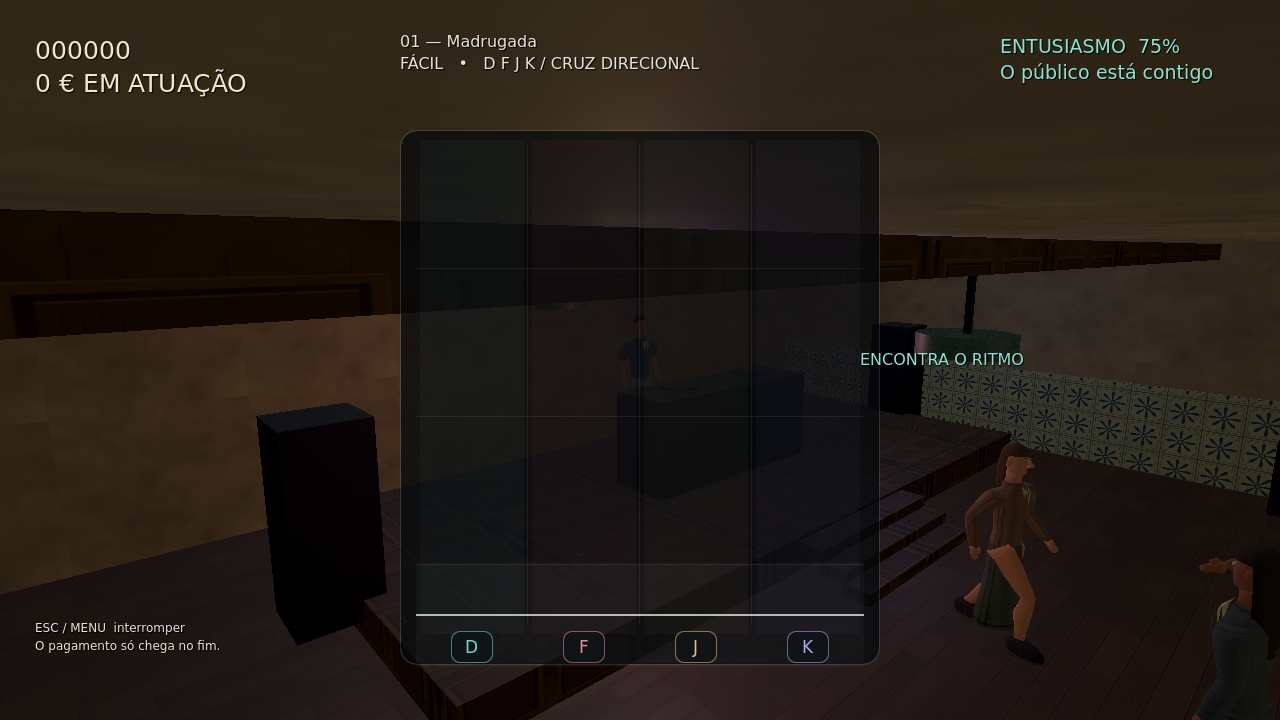 000000
0 € EM ATUAÇÃO
01 — Madrugada
FÁCIL • D F J K / CRUZ DIRECIONAL
ENTUSIASMO 75%
O público está contigo
ENCONTRA O RITMO
ESC / MENU interromper
O pagamento só chega no fim.
D F J K